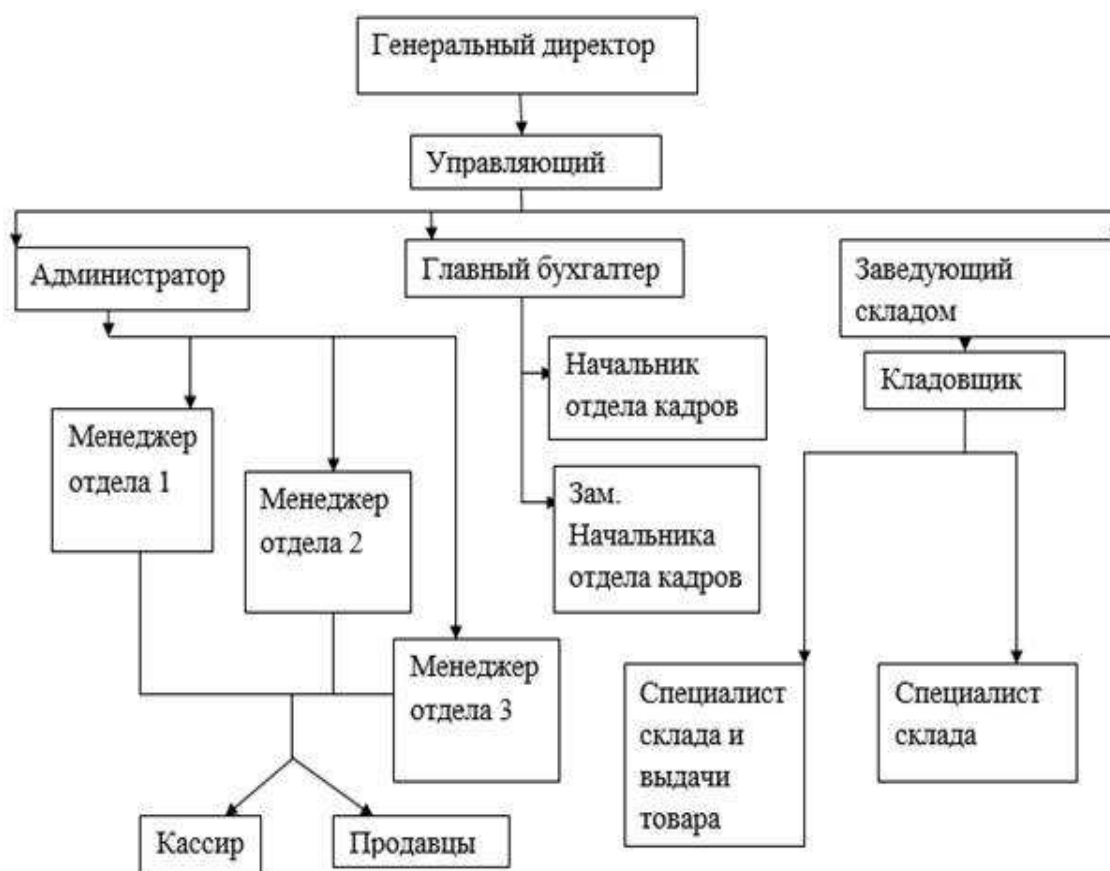 Генеральный директор
Управляющий
Администратор
Главный бухгалтер
Заведующий
складом
Начальник
отдела кадров
Кладовщик
Менеджер
отдела 1
Менеджер
отдела 2
Зам.
Начальника
отдела кадров
Менеджер
отдела 3
Специалист
склада и
выдачи
товара
Специалист
склада
Кассир
Продавцы